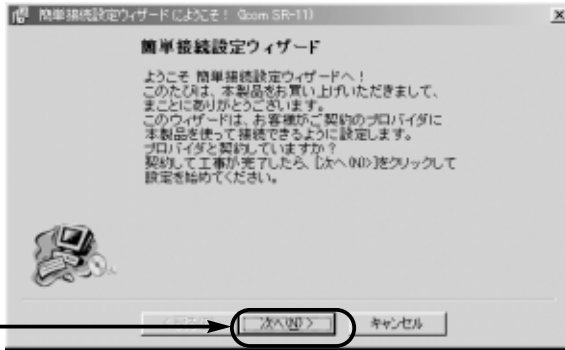 簡単接続設定ウィザードにようこそ! (Icom SR-11)
簡単接続設定ウィザード
ようこそ 簡単接続設定ウィザードへ!
このたびは、本製品をお買い上げいただきまして、
まことにありがとうございます。
このウィザードは、お客様がご契約のプロバイダに
本製品を使って接続できるように設定します。
プロバイダと契約していますか?
契約して工事が完了したら、[次へ(N)>]をクリックして
設定を始めてください。
次へ(N) >
キャンセル